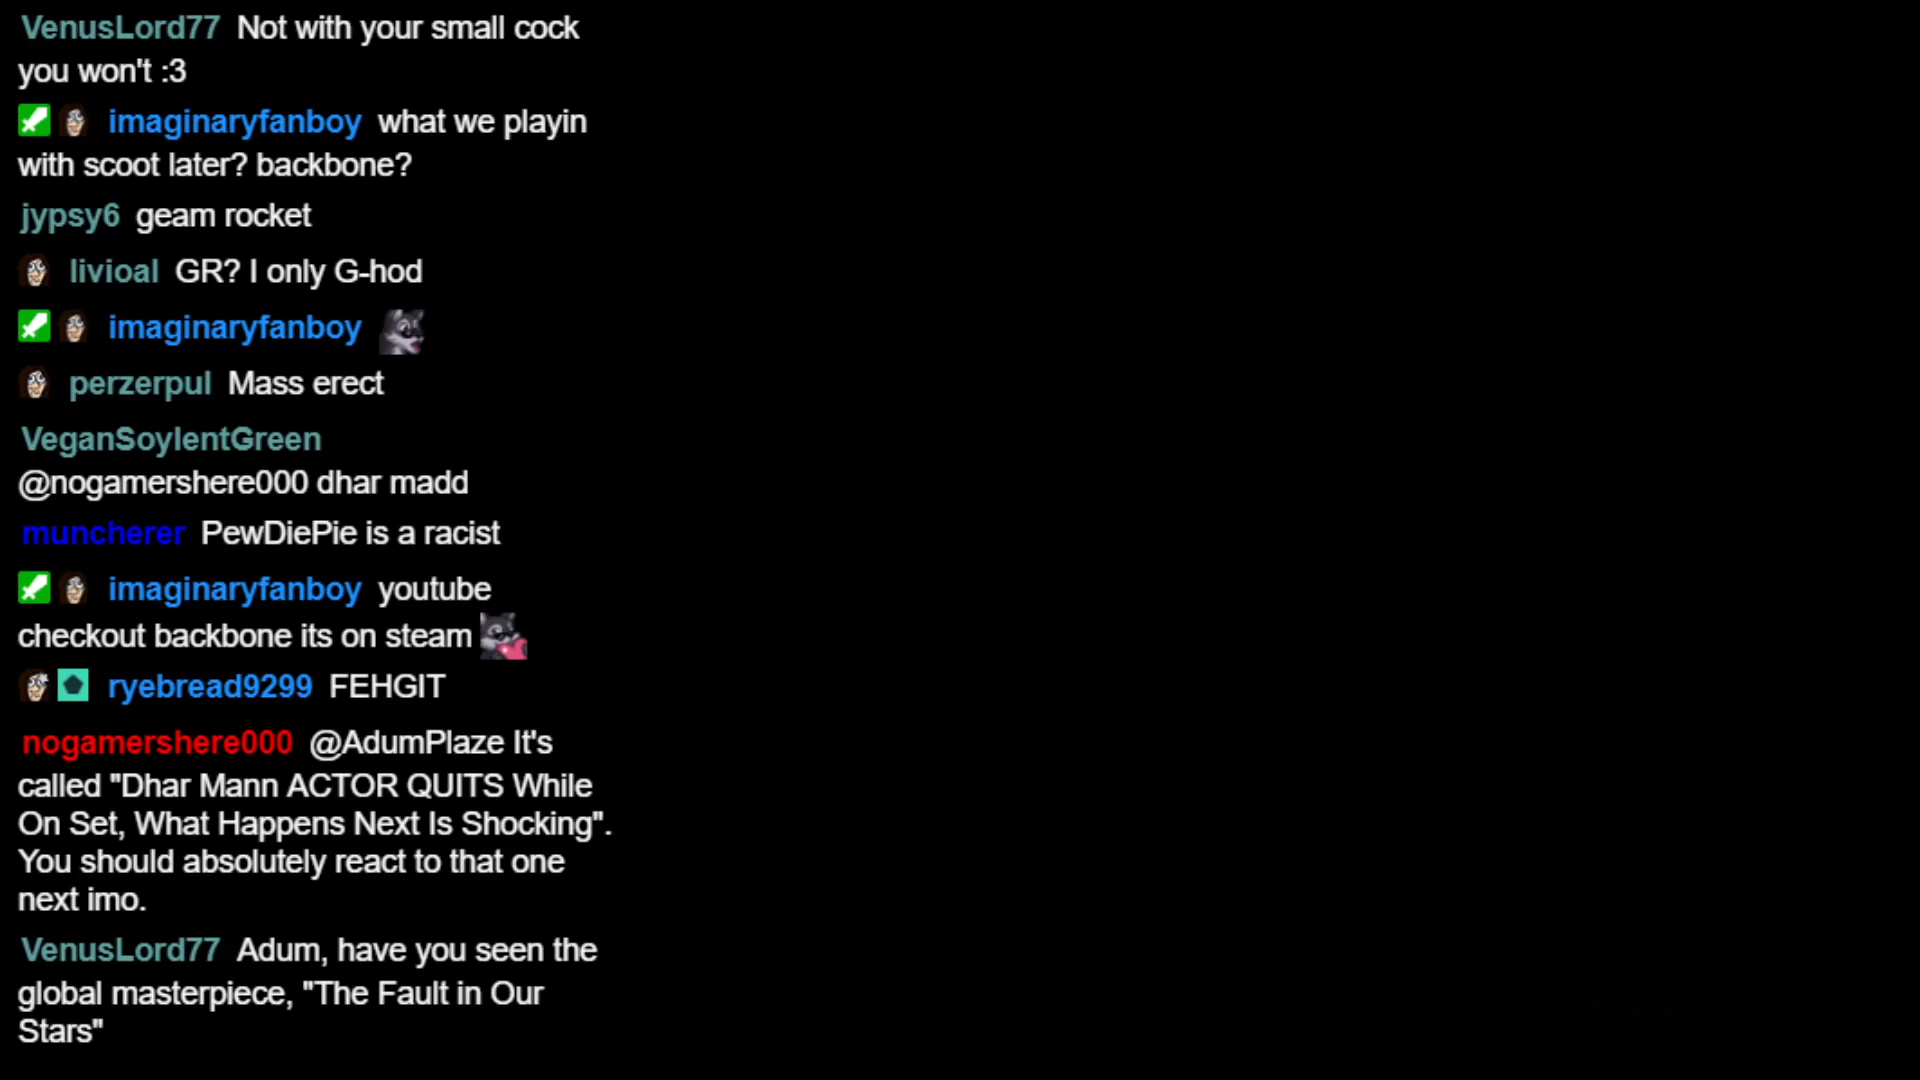 VenusLord77 Not with your small cock
you won't :3
imaginaryfanboy what we playin
with scoot later? backbone?
jypsy6 geam rocket
livioal GR? I only G-hod
imaginaryfanboy
perzerpul Mass erect
VeganSoylentGreen
@nogamershere000 dhar madd
muncherer PewDiePie is a racist
imaginaryfanboy youtube
checkout backbone its on steam
ryebread9299 FEHGIT
nogamershere000 @AdumPlaze It's
called "Dhar Mann ACTOR QUITS While
On Set, What Happens Next Is Shocking".
You should absolutely react to that one
next imo.
VenusLord77 Adum, have you seen the
global masterpiece, "The Fault in Our
Stars"